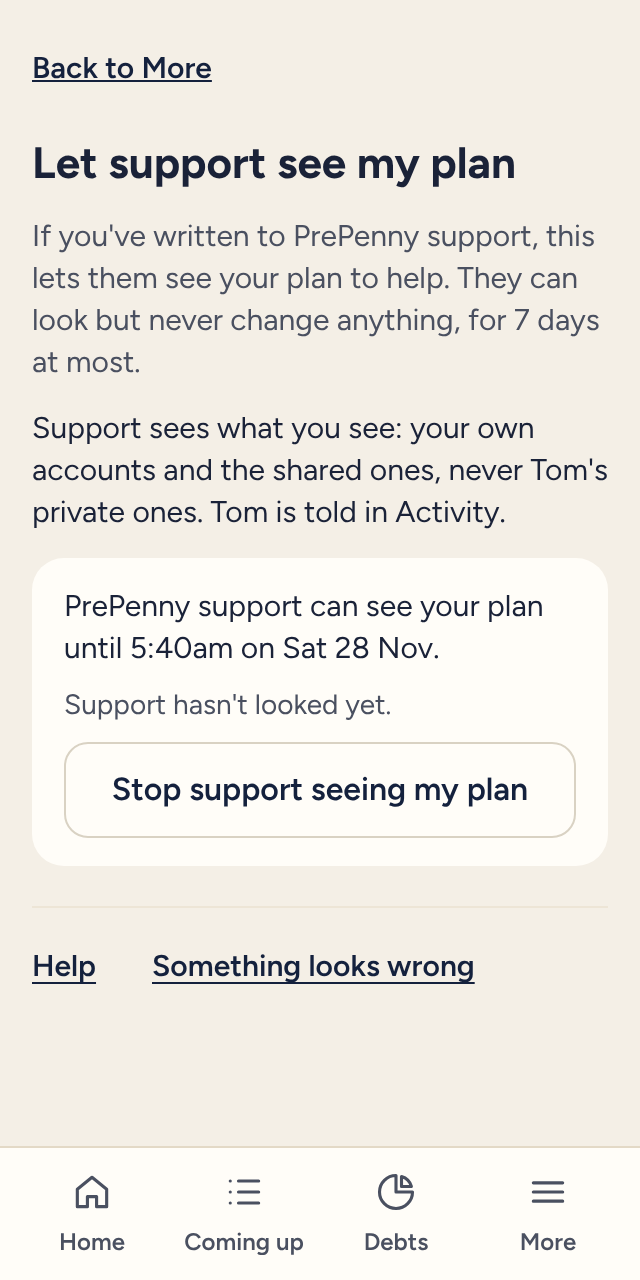 Back to More
Let support see my plan
If you've written to PrePenny support, this
lets them see your plan to help. They can
look but never change anything, for 7 days
at most.
Support sees what you see: your own
accounts and the shared ones, never Tom's
private ones. Tom is told in Activity.
PrePenny support can see your plan
until 5:40am on Sat 28 Nov.
Support hasn't looked yet.
Stop support seeing my plan
Help
Something looks wrong
Home
Coming up
Debts
More